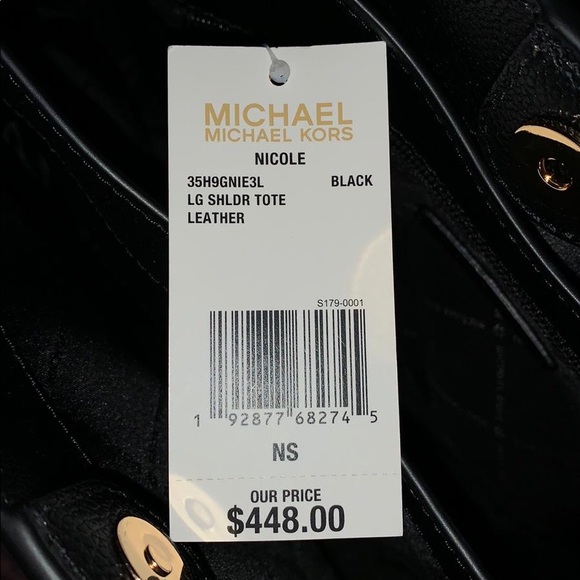 MICHAEL
MICHAEL KORS
NICOLE
35H9GNIE3L BLACK
LG SHLDR TOTE
LEATHER
S179-0001
1 92877 68274 5
NS
OUR PRICE
$448.00